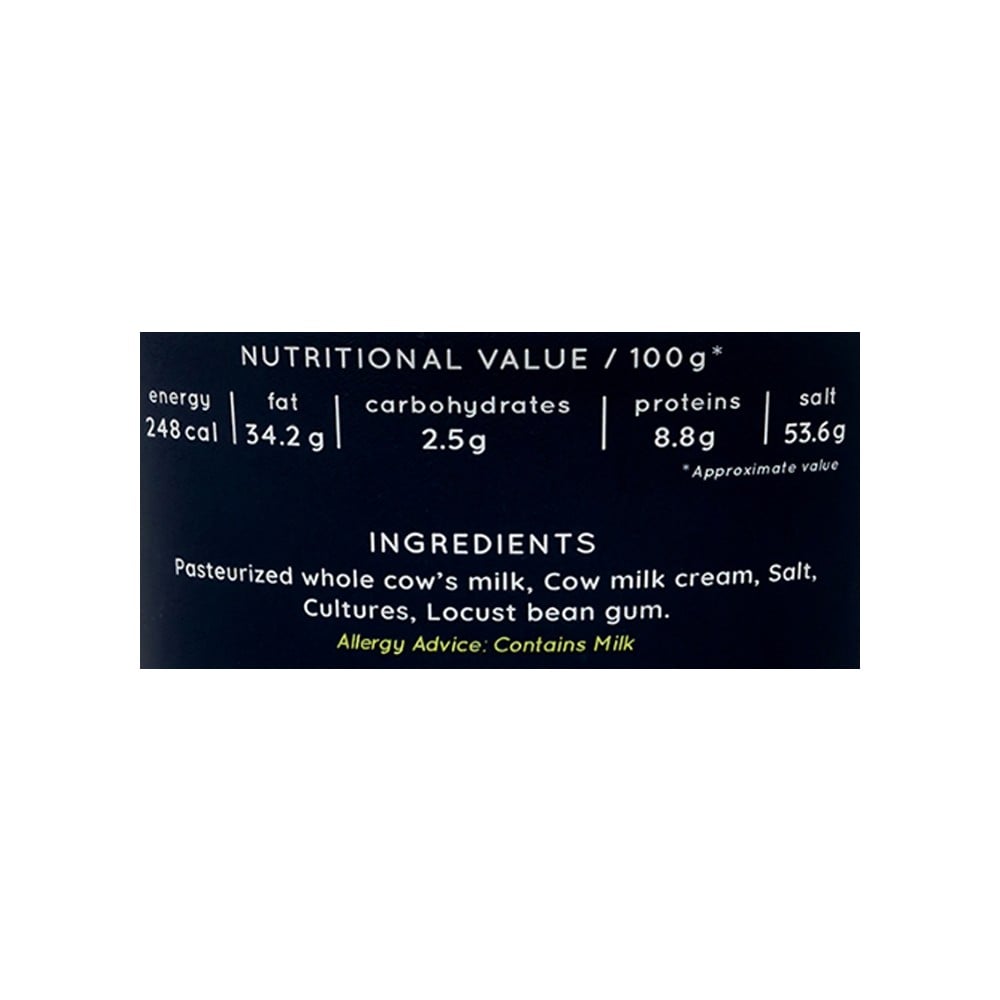 NUTRITIONAL VALUE / 100g*
energy | fat | carbohydrates | proteins | salt
248 cal | 34.2 g | 2.5g | 8.8g | 53.6g
*Approximate value
INGREDIENTS
Pasteurized whole cow's milk, Cow milk cream, Salt,
Cultures, Locust bean gum.
Allergy Advice: Contains Milk